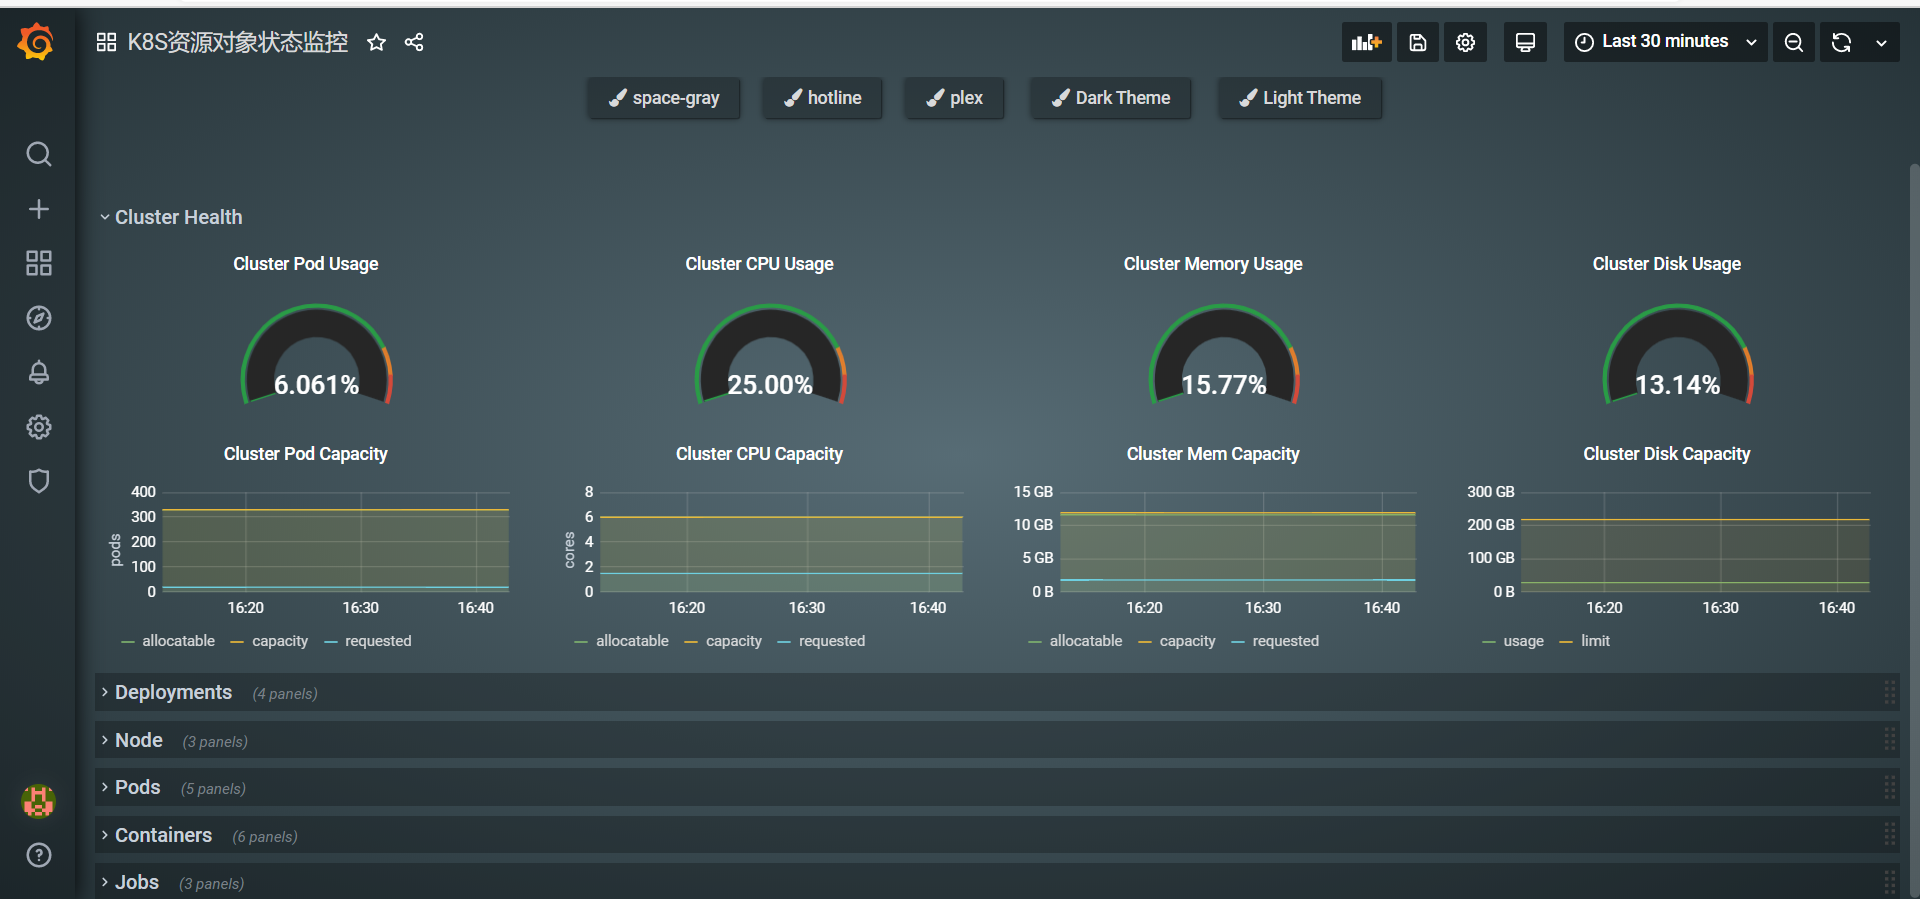 K8S资源对象状态监控
Last 30 minutes
space-gray
hotline
plex
Dark Theme
Light Theme
Cluster Health
Cluster Pod Usage
6.061%
Cluster CPU Usage
25.00%
Cluster Memory Usage
15.77%
Cluster Disk Usage
13.14%
Cluster Pod Capacity
pods
400
300
200
100
0
16:20 16:30 16:40
allocatable capacity requested
Cluster CPU Capacity
cores
8
6
4
2
0
16:20 16:30 16:40
allocatable capacity requested
Cluster Mem Capacity
15 GB
10 GB
5 GB
0 B
16:20 16:30 16:40
allocatable capacity requested
Cluster Disk Capacity
300 GB
200 GB
100 GB
0 B
16:20 16:30 16:40
usage limit
Deployments (4 panels)
Node (3 panels)
Pods (5 panels)
Containers (6 panels)
Jobs (3 panels)